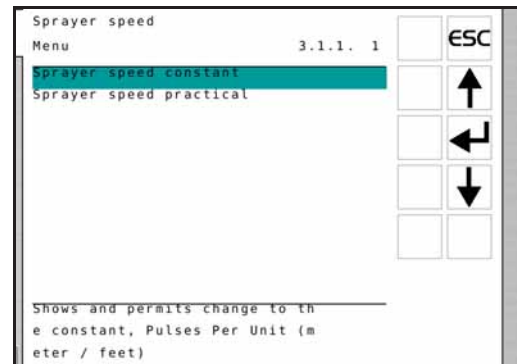 Sprayer speed
ESC
Menu 3.1.1. 1
Sprayer speed constant
Sprayer speed practical
Shows and permits change to th
e constant, Pulses Per Unit (m
eter / feet)